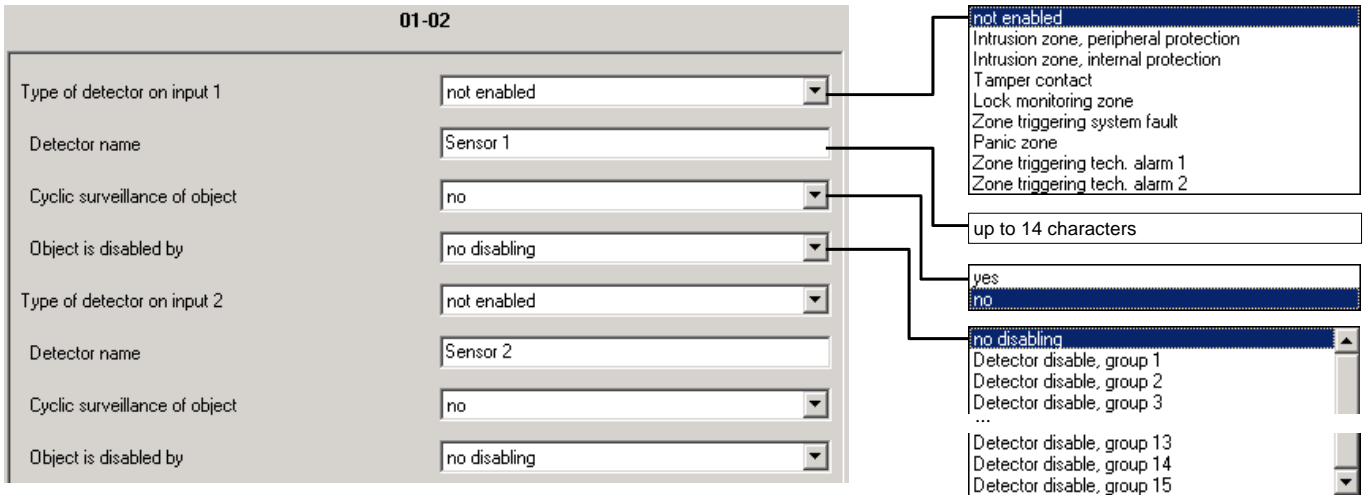 01-02
Type of detector on input 1
not enabled
Detector name
Sensor 1
Cyclic surveillance of object
no
Object is disabled by
no disabling
Type of detector on input 2
not enabled
Detector name
Sensor 2
Cyclic surveillance of object
no
Object is disabled by
no disabling
not enabled
Intrusion zone, peripheral protection
Intrusion zone, internal protection
Tamper contact
Lock monitoring zone
Zone triggering system fault
Panic zone
Zone triggering tech. alarm 1
Zone triggering tech. alarm 2
up to 14 characters
yes
no
no disabling
Detector disable, group 1
Detector disable, group 2
Detector disable, group 3
...
Detector disable, group 13
Detector disable, group 14
Detector disable, group 15